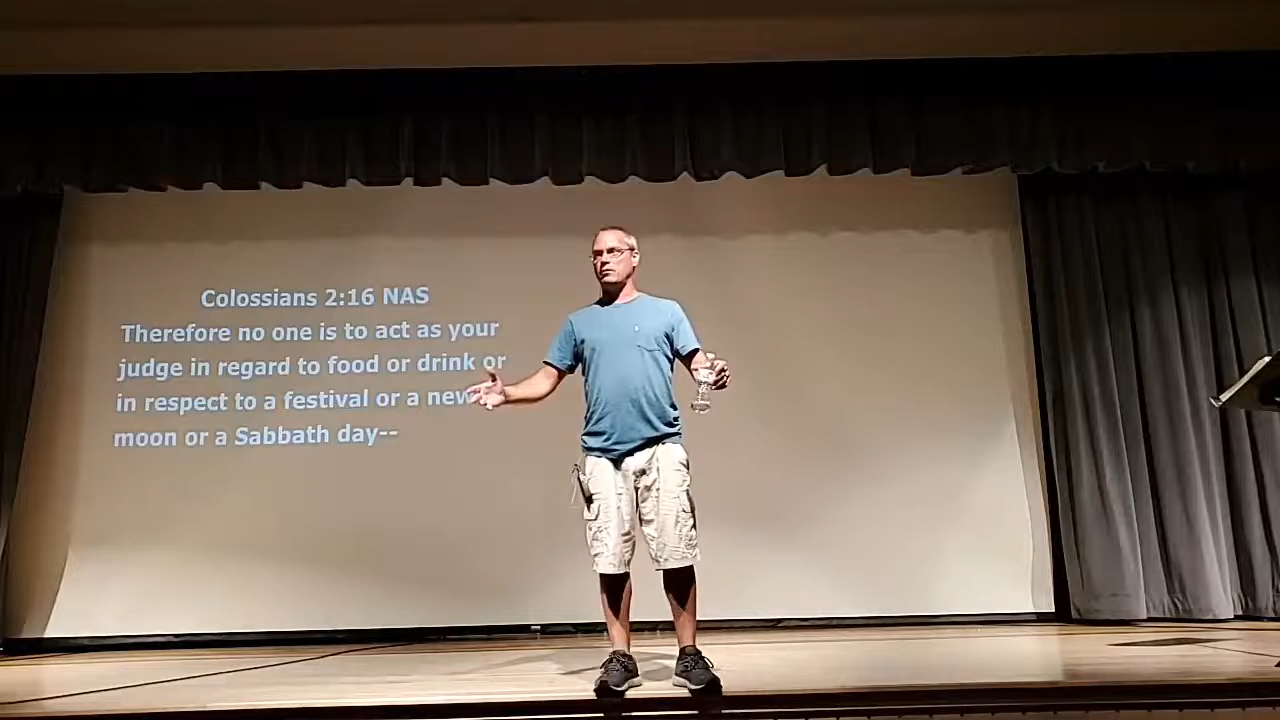 Colossians 2:16 NAS
Therefore no one is to act as your
judge in regard to food or drink or
in respect to a festival or a new
moon or a Sabbath day--